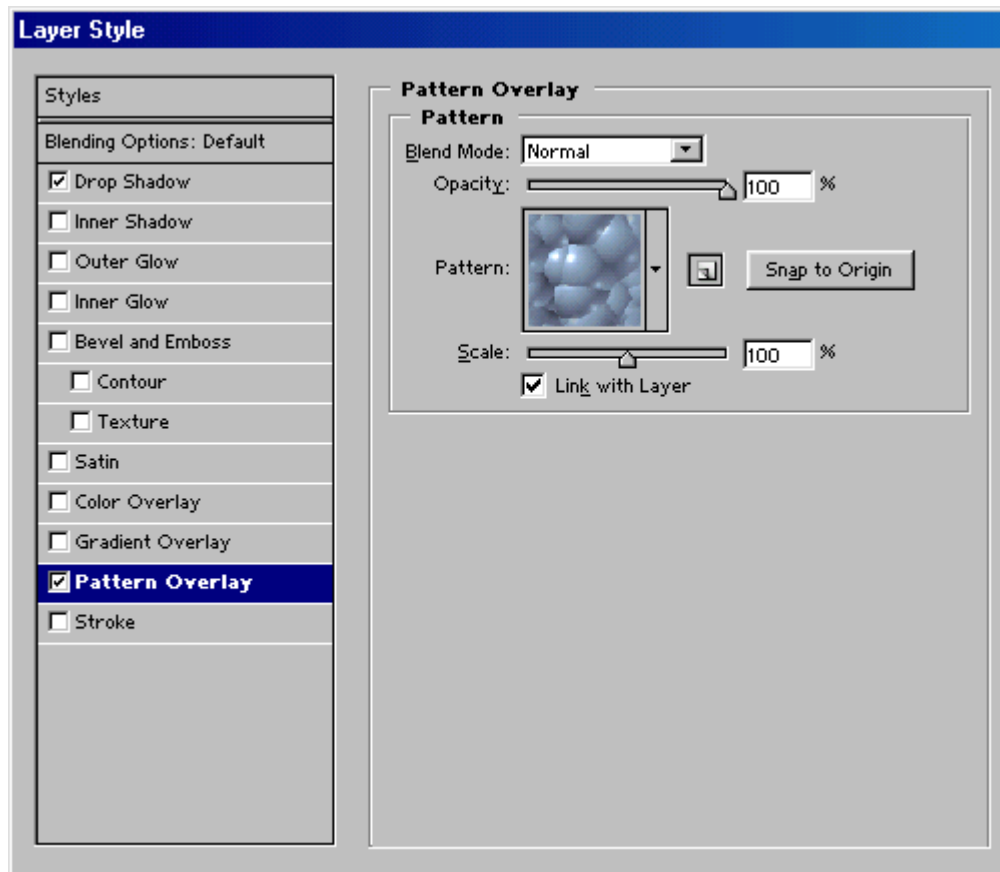 Layer Style
Styles
Blending Options: Default
Drop Shadow
Inner Shadow
Outer Glow
Inner Glow
Bevel and Emboss
Contour
Texture
Satin
Color Overlay
Gradient Overlay
Pattern Overlay
Stroke
Pattern Overlay
Pattern
Blend Mode: Normal
Opacity: 100 %
Pattern: Snap to Origin
Scale: 100 %
Link with Layer